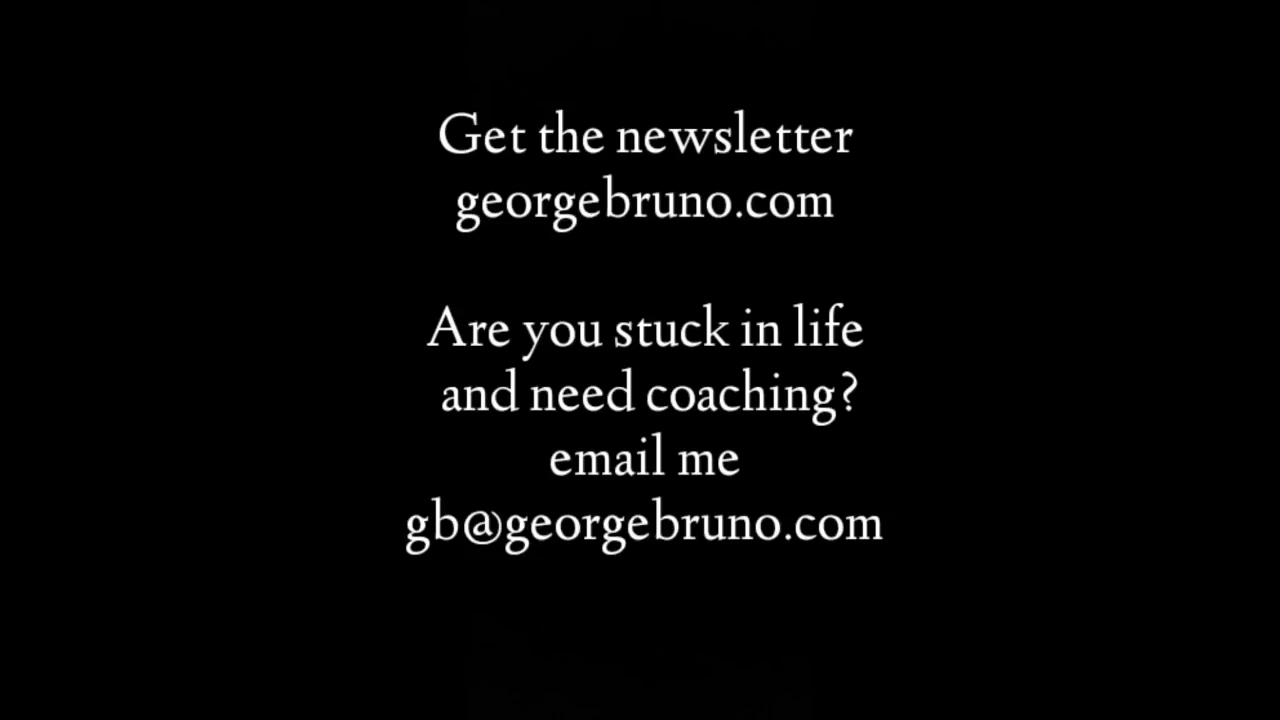 Get the newsletter
georgebruno.com
Are you stuck in life
and need coaching?
email me
gb@georgebruno.com